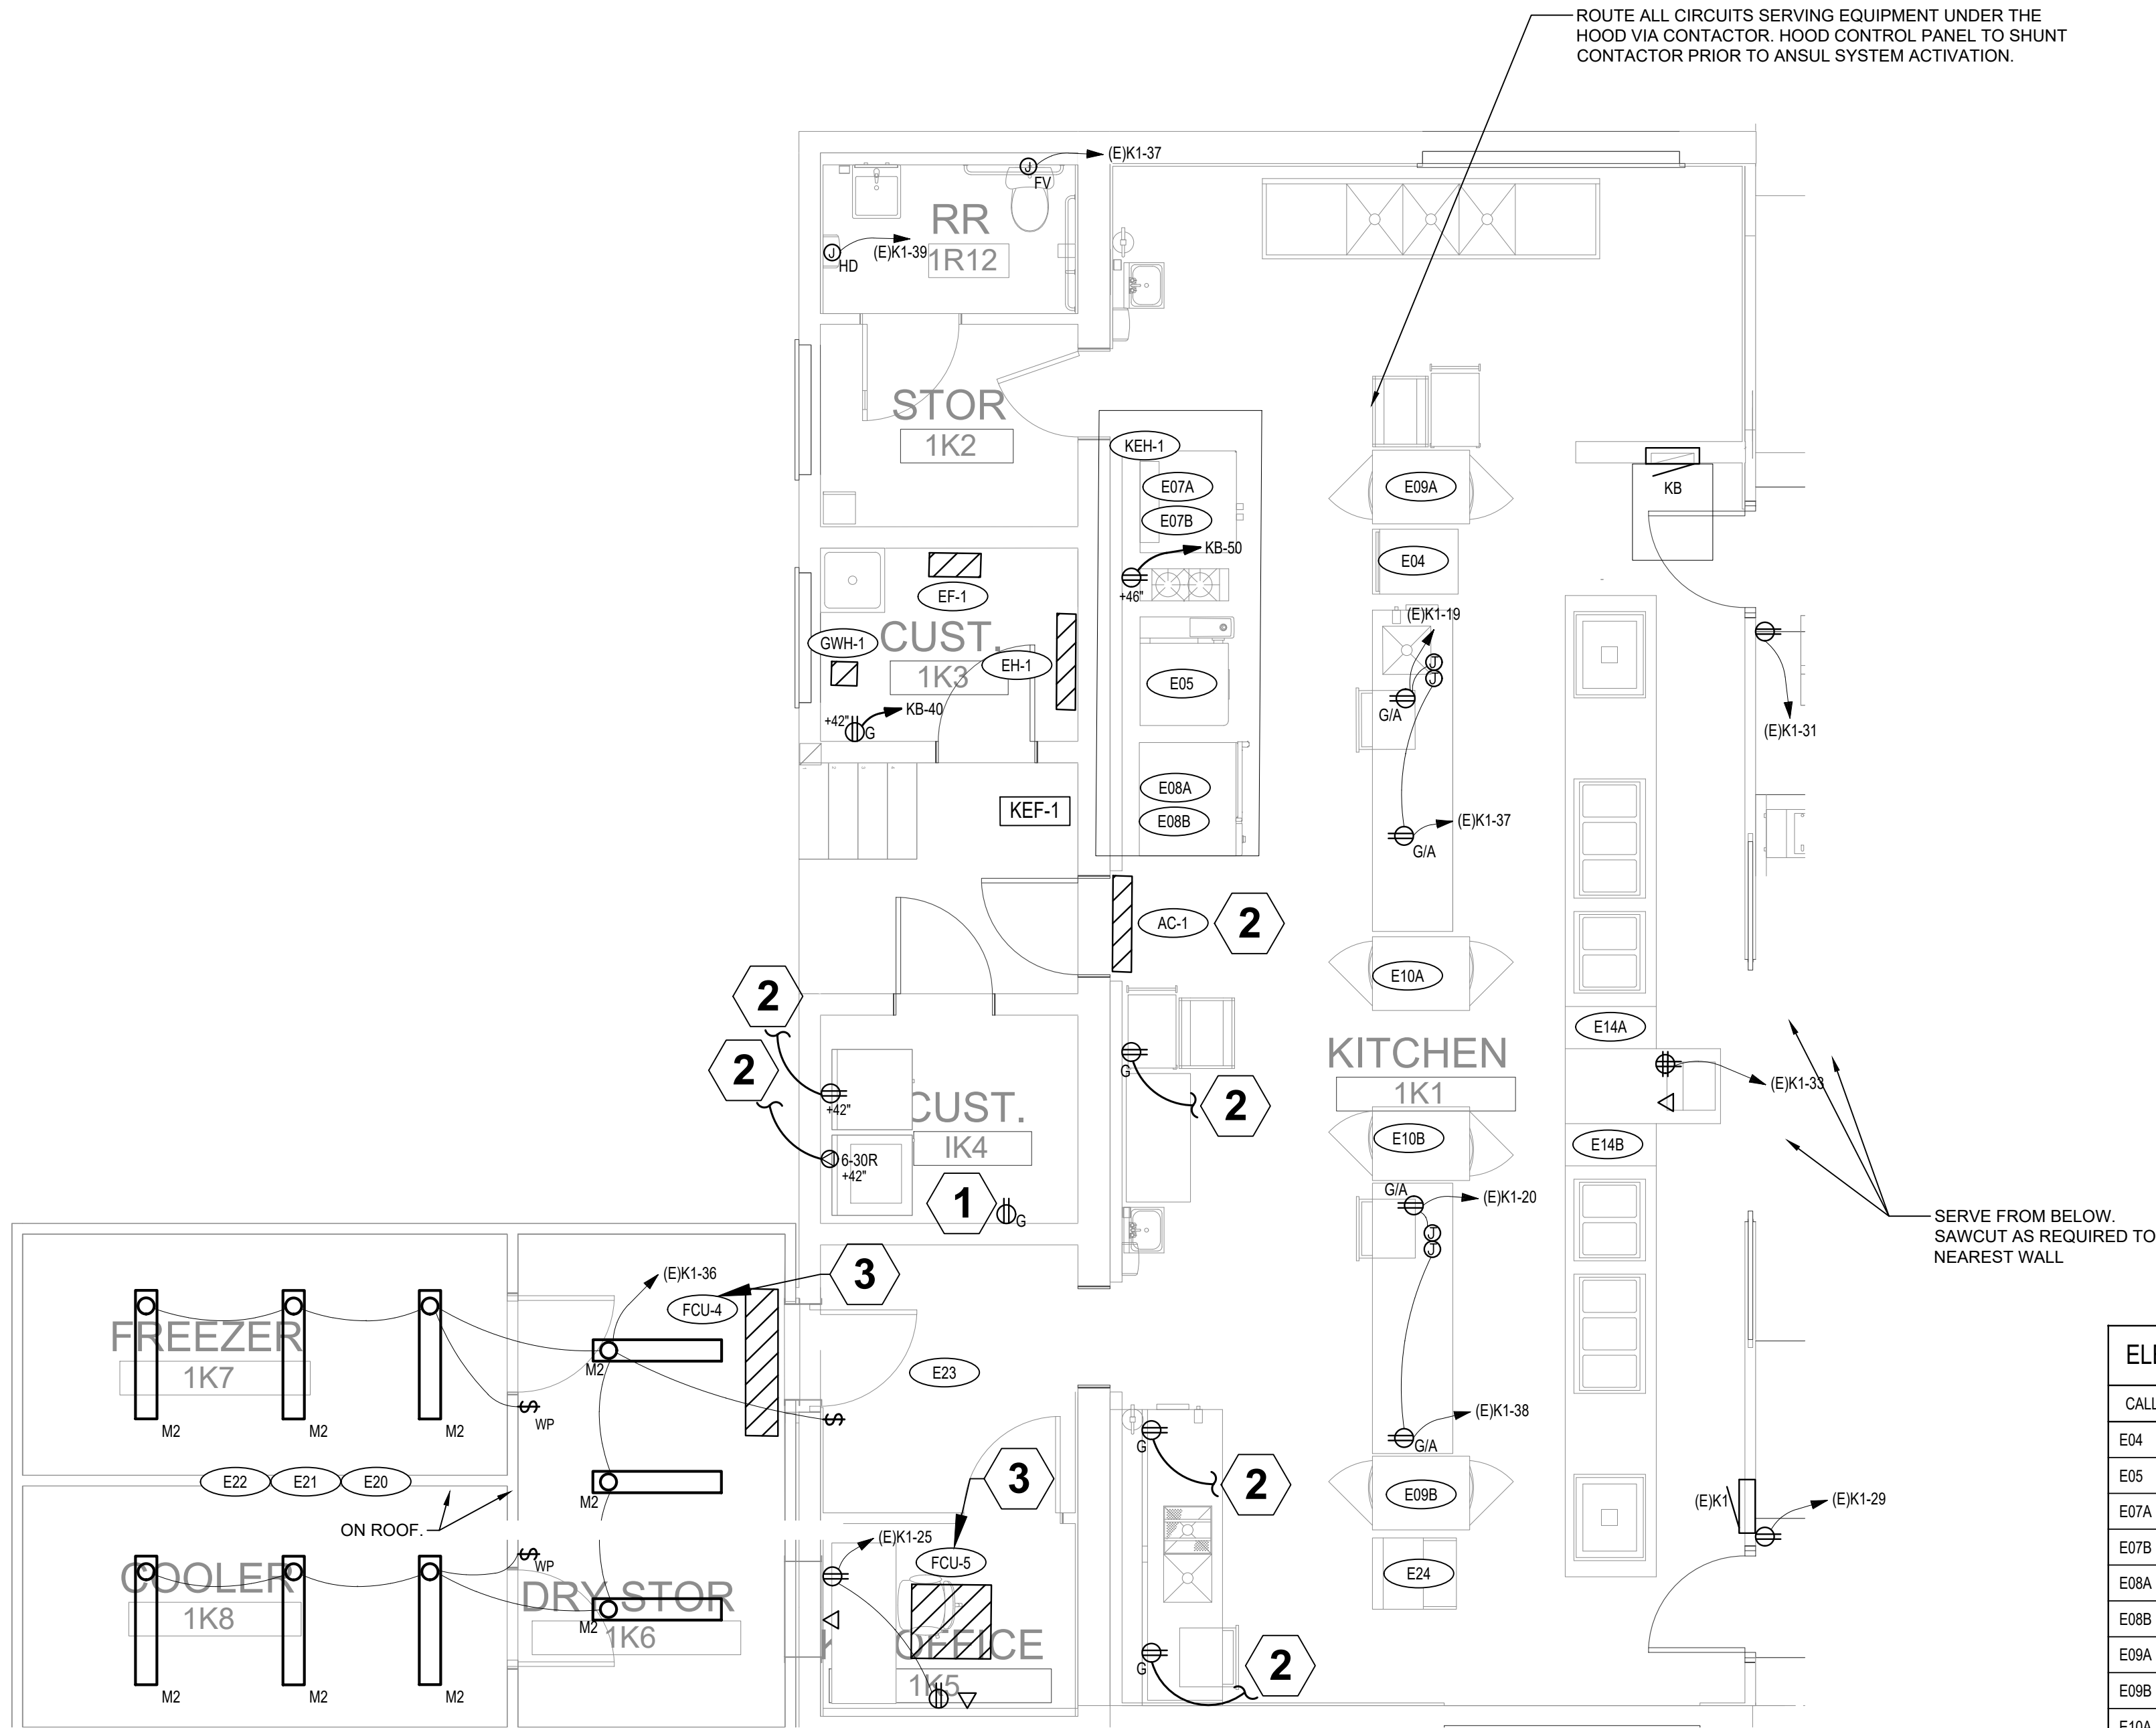 ROUTE ALL CIRCUITS SERVING EQUIPMENT UNDER THE
HOOD VIA CONTACTOR. HOOD CONTROL PANEL TO SHUNT
CONTACTOR PRIOR TO ANSUL SYSTEM ACTIVATION.
(E)K1-37
J
FV
RR
1R12
(E)K1-39
J
HD
STOR
1K2
KEH-1
E07A
E07B
KB-50
+46"
E09A
E04
KB
EF-1
GWH-1
CUST.
1K3
EH-1
+42"
G
KB-40
E05
(E)K1-19
J
J
G/A
(E)K1-31
E08A
E08B
KEF-1
(E)K1-37
G/A
AC-1
2
E10A
2
2
+42"
6-30R
+42"
CUST.
IK4
1
G
G
2
KITCHEN
1K1
E14A
(E)K1-33
E10B
E14B
G/A
(E)K1-20
J
J
SERVE FROM BELOW.
SAWCUT AS REQUIRED TO
NEAREST WALL
3
(E)K1-36
FCU-4
FREEZER
1K7
M2
M2
M2
M2
$
WP
$
E23
E22
E21
E20
M2
ON ROOF.
3
G
2
(E)K1-38
G/A
E09B
(E)K1
(E)K1-29
$
WP
(E)K1-25
FCU-5
E24
COOLER
1K8
DRY STOR
1K6
M2
M2
M2
M2
OFFICE
1K5
G
2
CALL
E04
E05
E07A
E07B
E08A
E08B
E09A
E09B
E10A